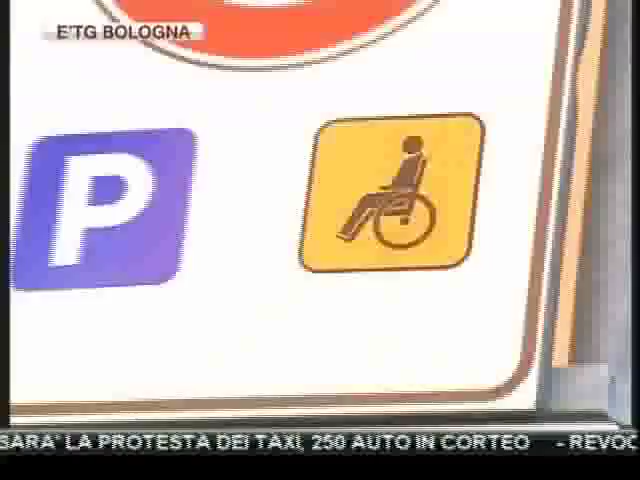 E'TG BOLOGNA
P
SARA' LA PROTESTA DEI TAXI, 250 AUTO IN CORTEO - REVOC